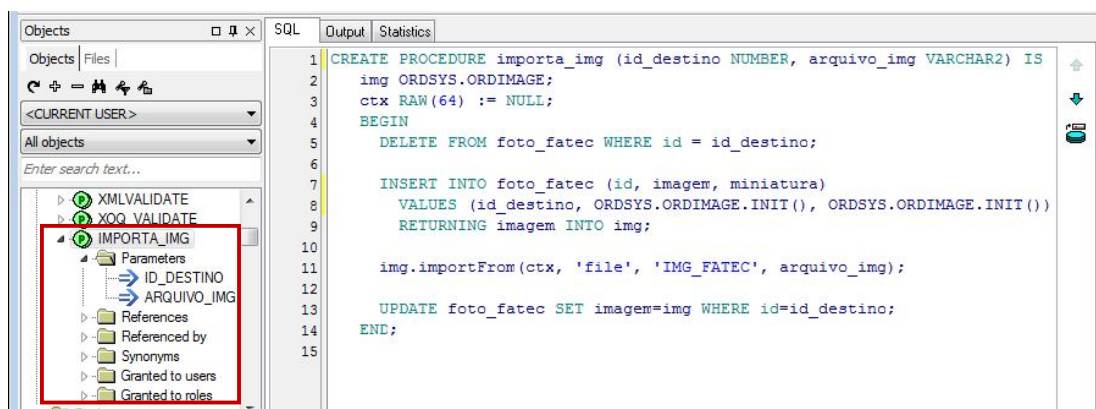 Objects
Objects Files
<CURRENT USER>
All objects
Enter search text...
XMLVALIDATE
XOQ_VALIDATE
IMPORTA_IMG
Parameters
ID_DESTINO
ARQUIVO_IMG
References
Referenced by
Synonyms
Granted to users
Granted to roles
SQL Output Statistics
1 CREATE PROCEDURE importa_img (id_destino NUMBER, arquivo_img VARCHAR2) IS
2 img ORDSYS.ORDIMAGE;
3 ctx RAW(64) := NULL;
4 BEGIN
5 DELETE FROM foto_fatec WHERE id = id_destino;
6
7 INSERT INTO foto_fatec (id, imagem, miniatura)
8 VALUES (id_destino, ORDSYS.ORDIMAGE.INIT(), ORDSYS.ORDIMAGE.INIT())
9 RETURNING imagem INTO img;
10
11 img.importFrom(ctx, 'file', 'IMG_FATEC', arquivo_img);
12
13 UPDATE foto_fatec SET imagem=img WHERE id=id_destino;
14 END;
15